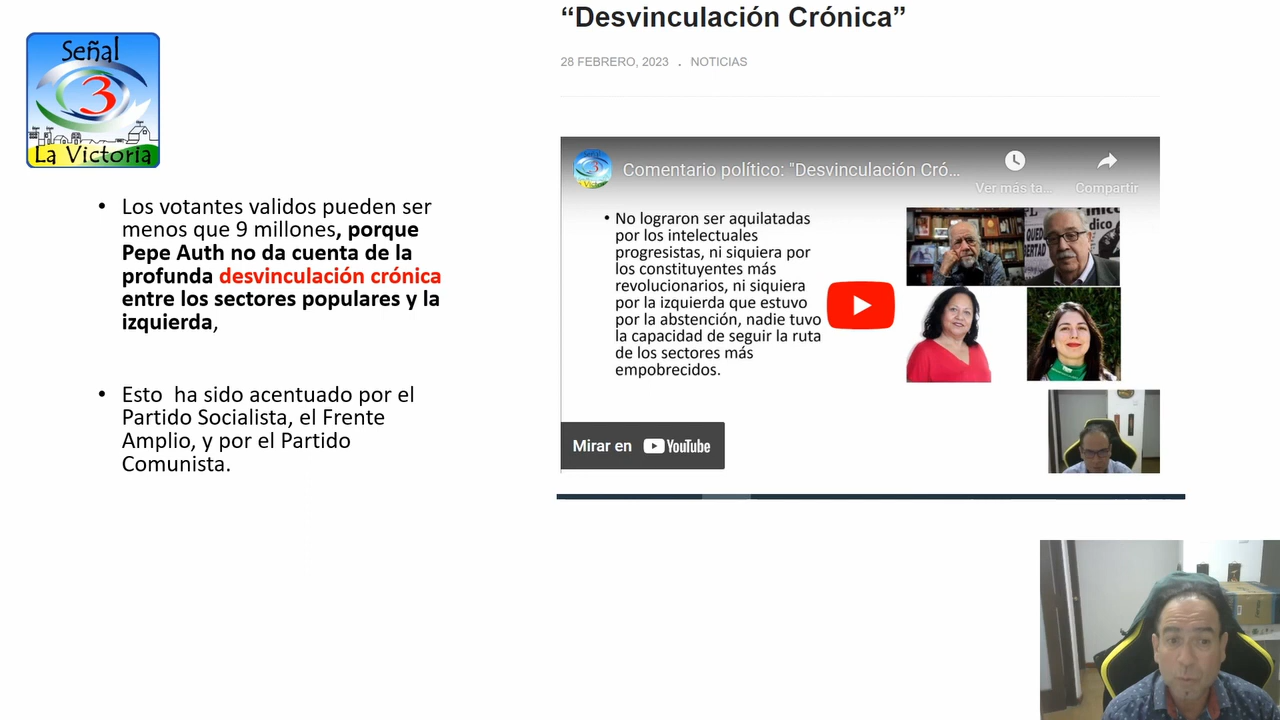 Señal
3
La Victoria
• Los votantes validos pueden ser
menos que 9 millones, porque
Pepe Auth no da cuenta de la
profunda desvinculación crónica
entre los sectores populares y la
izquierda,
• Esto  ha sido acentuado por el
Partido Socialista, el Frente
Amplio, y por el Partido
Comunista.
“Desvinculación Crónica”
28 FEBRERO, 2023 . NOTICIAS
Comentario político: "Desvinculación Cró...
Ver más ta...
Compartir
• No lograron ser aquilatadas
por los intelectuales
progresistas, ni siquiera por
los constituyentes más
revolucionarios, ni siquiera
por la izquierda que estuvo
por la abstención, nadie tuvo
la capacidad de seguir la ruta
de los sectores más
empobrecidos.
Mirar en YouTube